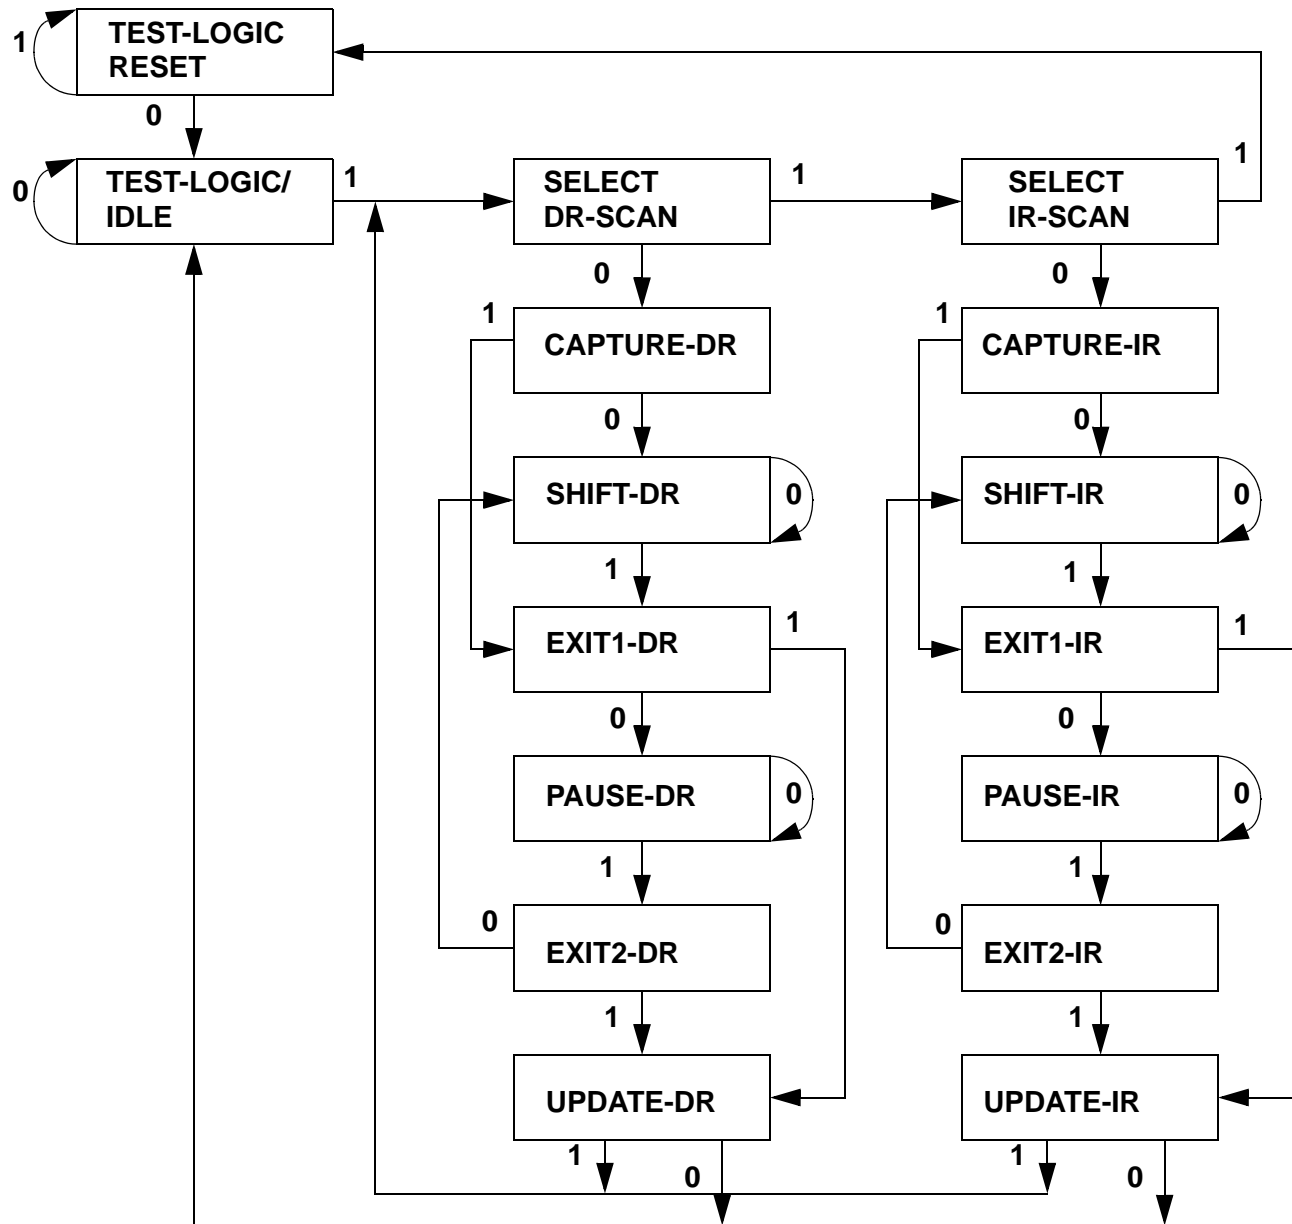 1
TEST-LOGIC
RESET
0
0
TEST-LOGIC/
IDLE
1
SELECT
DR-SCAN
1
SELECT
IR-SCAN
1
0
0
1
CAPTURE-DR
1
CAPTURE-IR
0
0
SHIFT-DR
0
SHIFT-IR
0
1
1
EXIT1-DR
1
EXIT1-IR
1
0
0
PAUSE-DR
0
PAUSE-IR
0
1
1
0
EXIT2-DR
0
EXIT2-IR
1
1
UPDATE-DR
UPDATE-IR
1
0
1
0